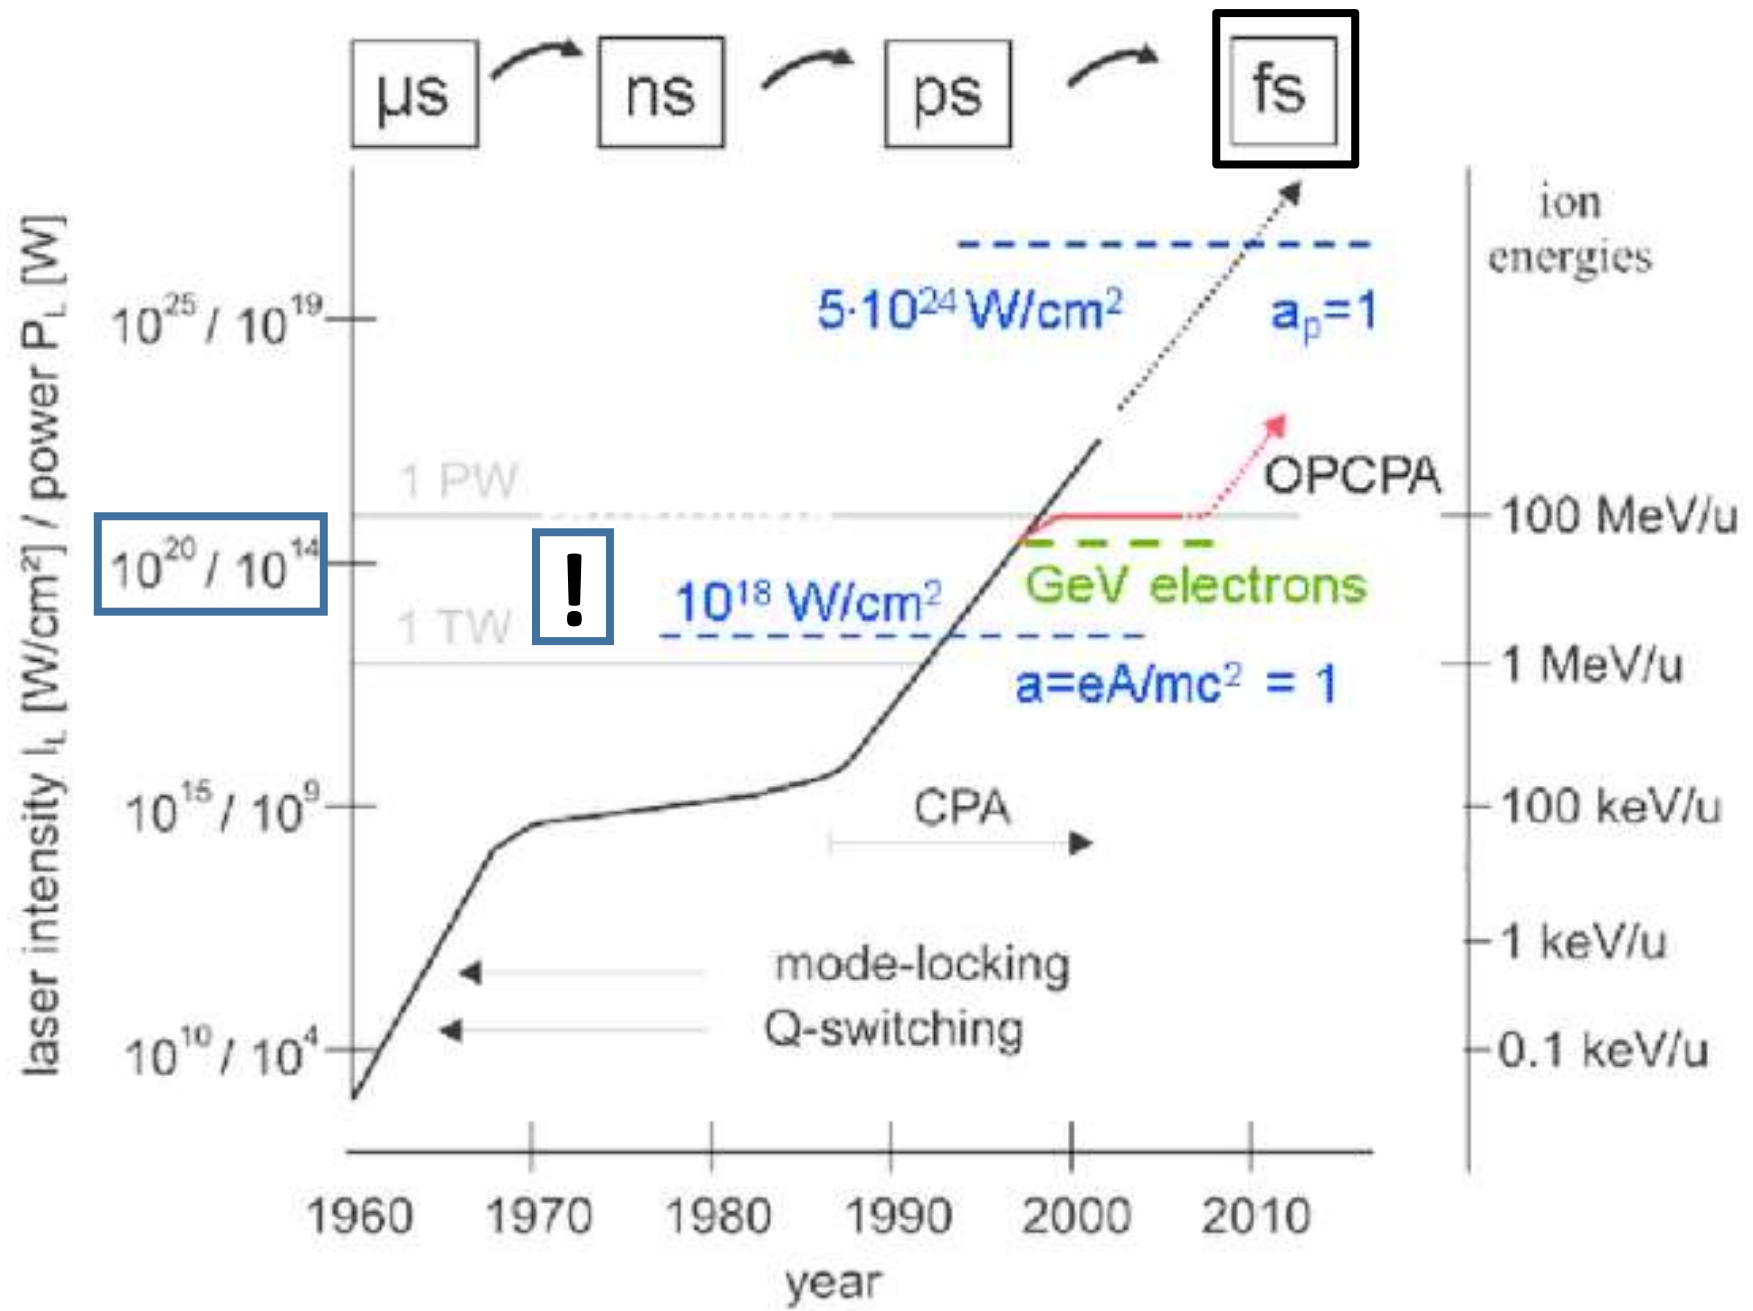 µs
ns
ps
fs
laser intensity I_L [W/cm²] / power P_L [W]
ion
energies
10²⁵ / 10¹⁹
5·10²⁴ W/cm²
a_p=1
1 PW
OPCPA
100 MeV/u
10²⁰ / 10¹⁴
!
10¹⁸ W/cm²
GeV electrons
1 TW
1 MeV/u
a=eA/mc² = 1
10¹⁵ / 10⁹
CPA
100 keV/u
mode-locking
1 keV/u
Q-switching
10¹⁰ / 10⁴
0.1 keV/u
1960 1970 1980 1990 2000 2010
year